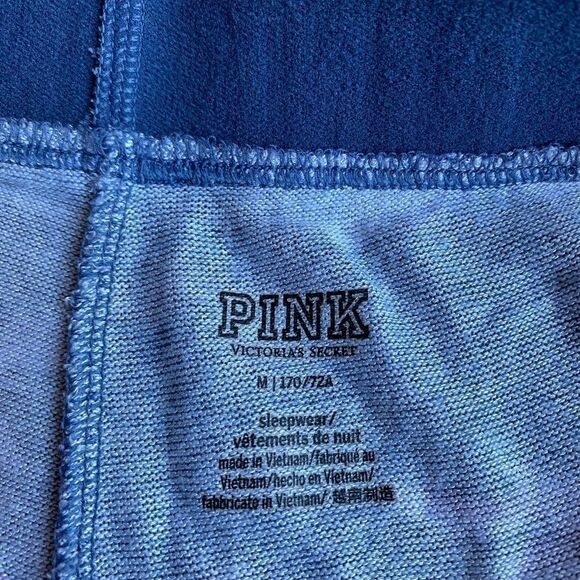 PINK
VICTORIA'S SECRET
M | 170/72A
sleepwear/
vêtements de nuit
made in Vietnam/fabriqué au
Vietnam/hecho en Vietnam/
fabbricato in Vietnam/ 越南制造